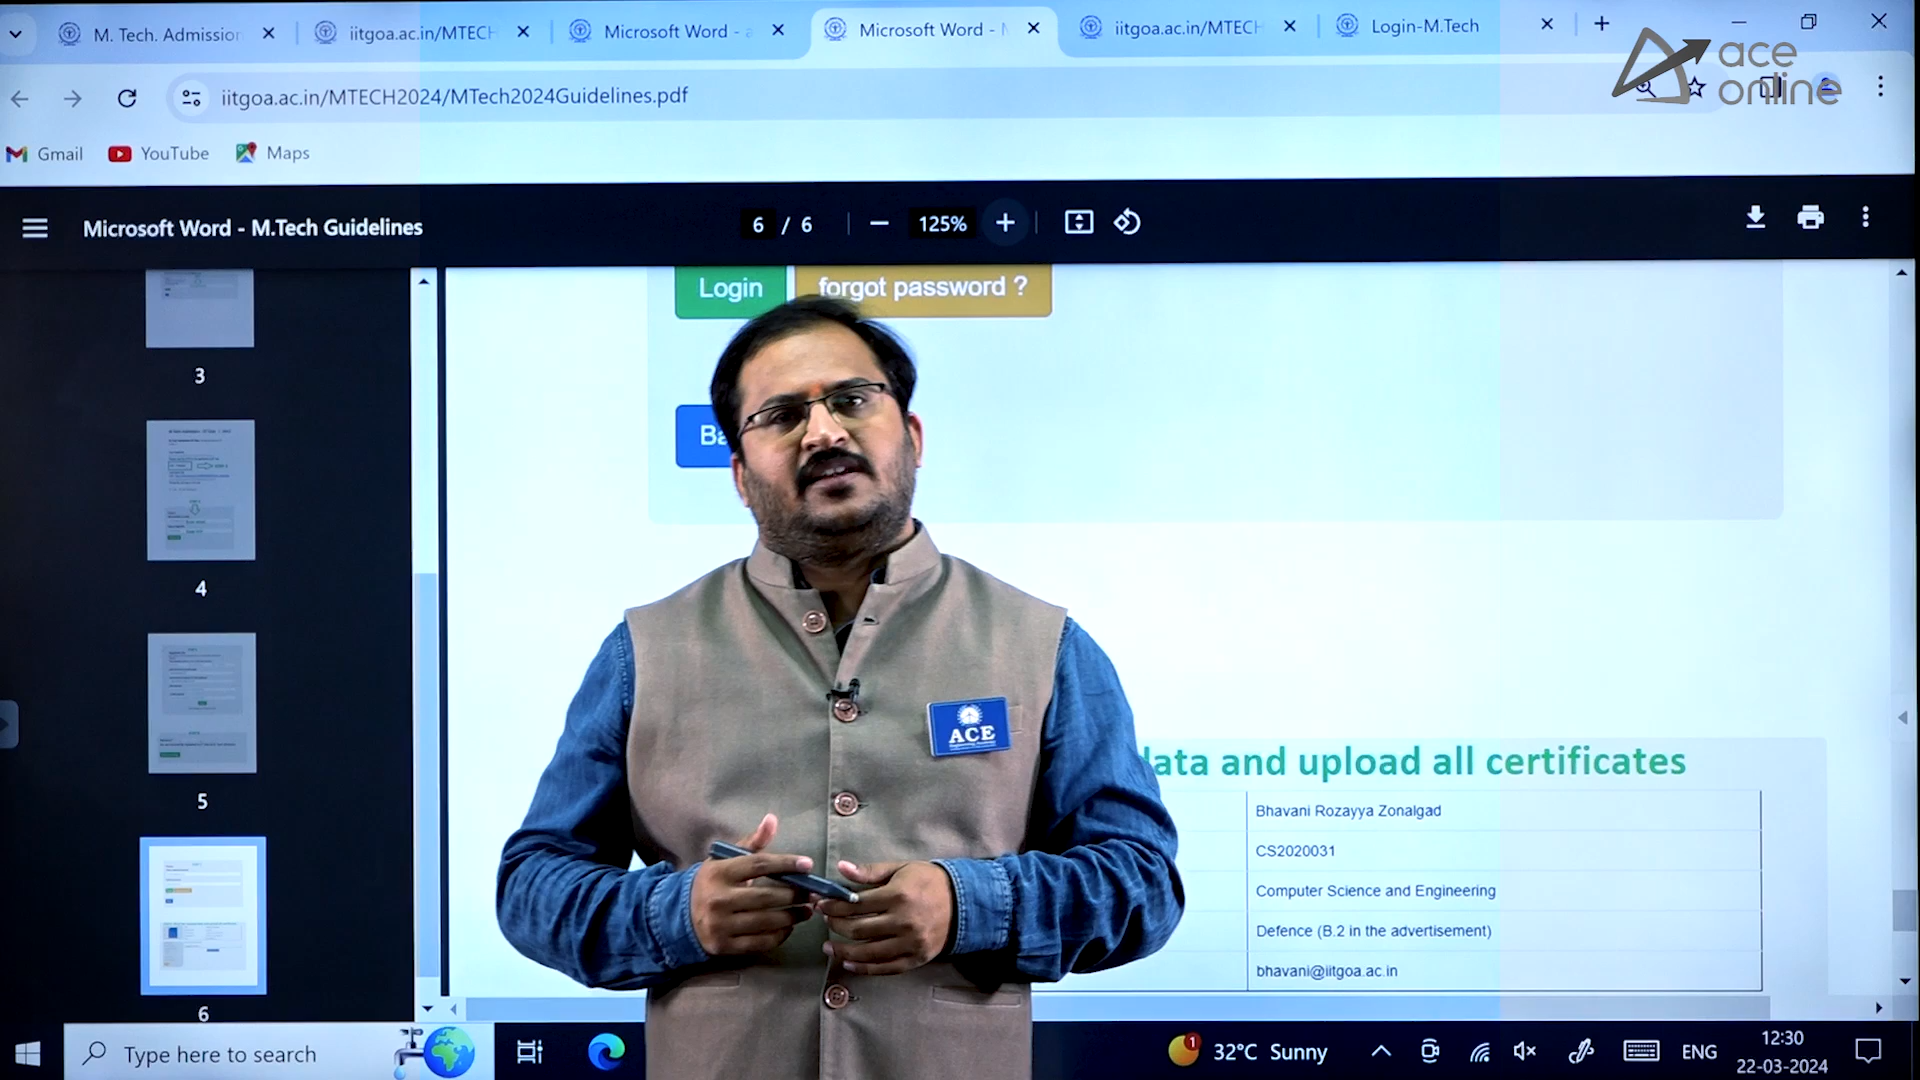 M. Tech. Admission
iitgoa.ac.in/MTECH
Microsoft Word - a
Microsoft Word - M
iitgoa.ac.in/MTECH
Login-M.Tech
ace
online
iitgoa.ac.in/MTECH2024/MTech2024Guidelines.pdf
Gmail
YouTube
Maps
Microsoft Word - M.Tech Guidelines
6 / 6
125%
Login
forgot password ?
Ba
3
4
5
6
ACE
data and upload all certificates
Bhavani Rozayya Zonalgad
CS2020031
Computer Science and Engineering
Defence (B.2 in the advertisement)
bhavani@iitgoa.ac.in
Type here to search
1
32°C Sunny
ENG
12:30
22-03-2024